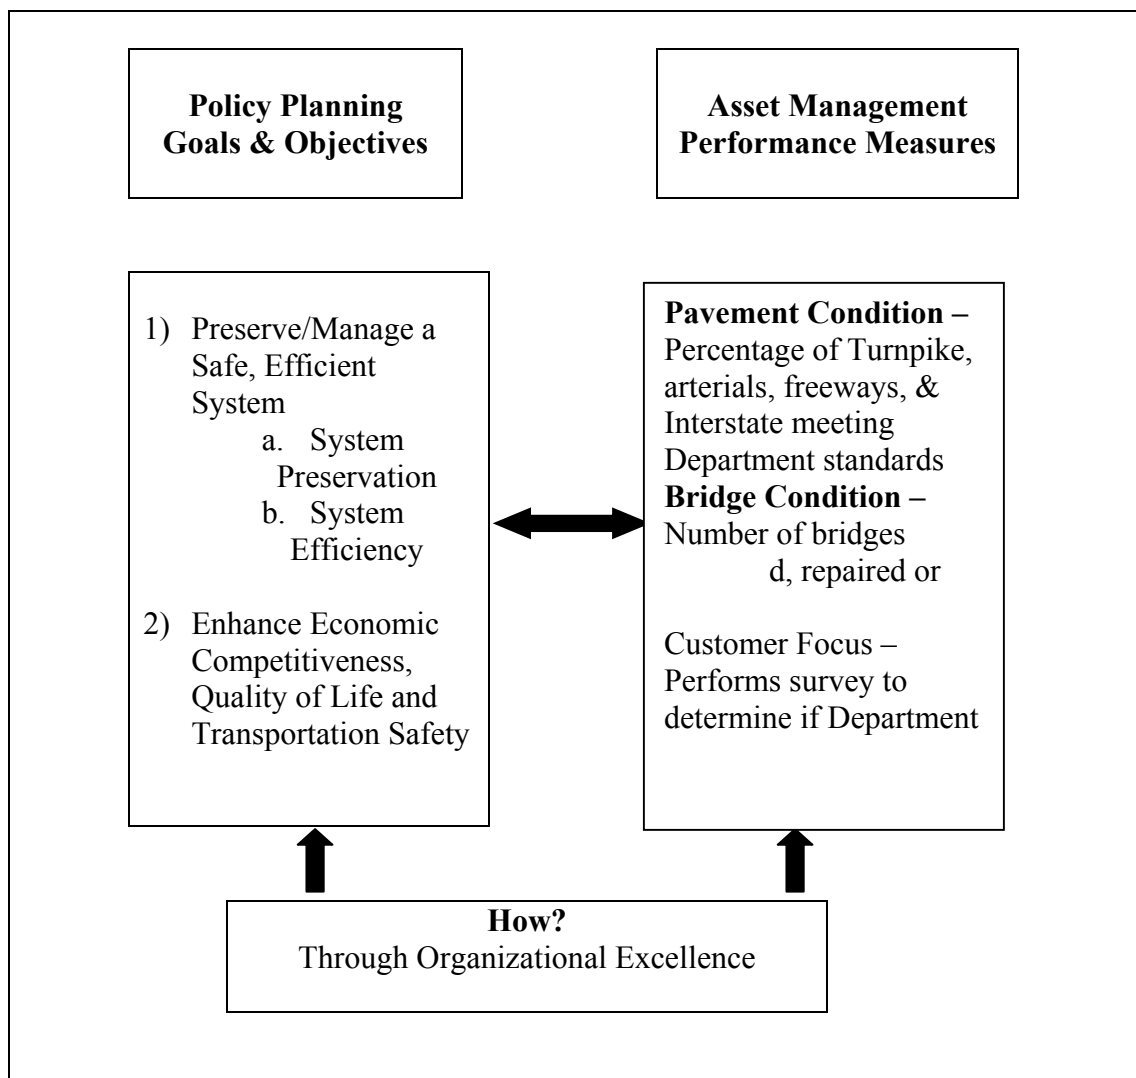 Policy Planning
Goals & Objectives
Asset Management
Performance Measures
1) Preserve/Manage a
Safe, Efficient
System
a. System
Preservation
b. System
Efficiency
2) Enhance Economic
Competitiveness,
Quality of Life and
Transportation Safety
Pavement Condition –
Percentage of Turnpike,
arterials, freeways, &
Interstate meeting
Department standards
Bridge Condition –
Number of bridges
d, repaired or
Customer Focus –
Performs survey to
determine if Department
How?
Through Organizational Excellence